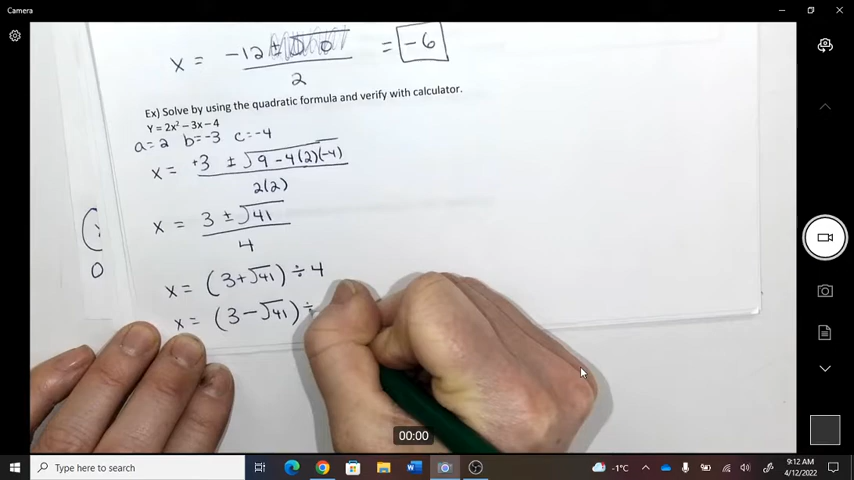 Camera
x = -12 ± = -6
2
Ex) Solve by using the quadratic formula and verify with calculator.
Y = 2x² – 3x – 4
a=2 b=-3 c=-4
x = +3 ± √9 - 4(2)(-4)
2(2)
x = 3 ± √41
4
x = (3+√41) ÷ 4
x = (3-√41) ÷
0
00:00
Type here to search
-1°C
9:12 AM
4/12/2022